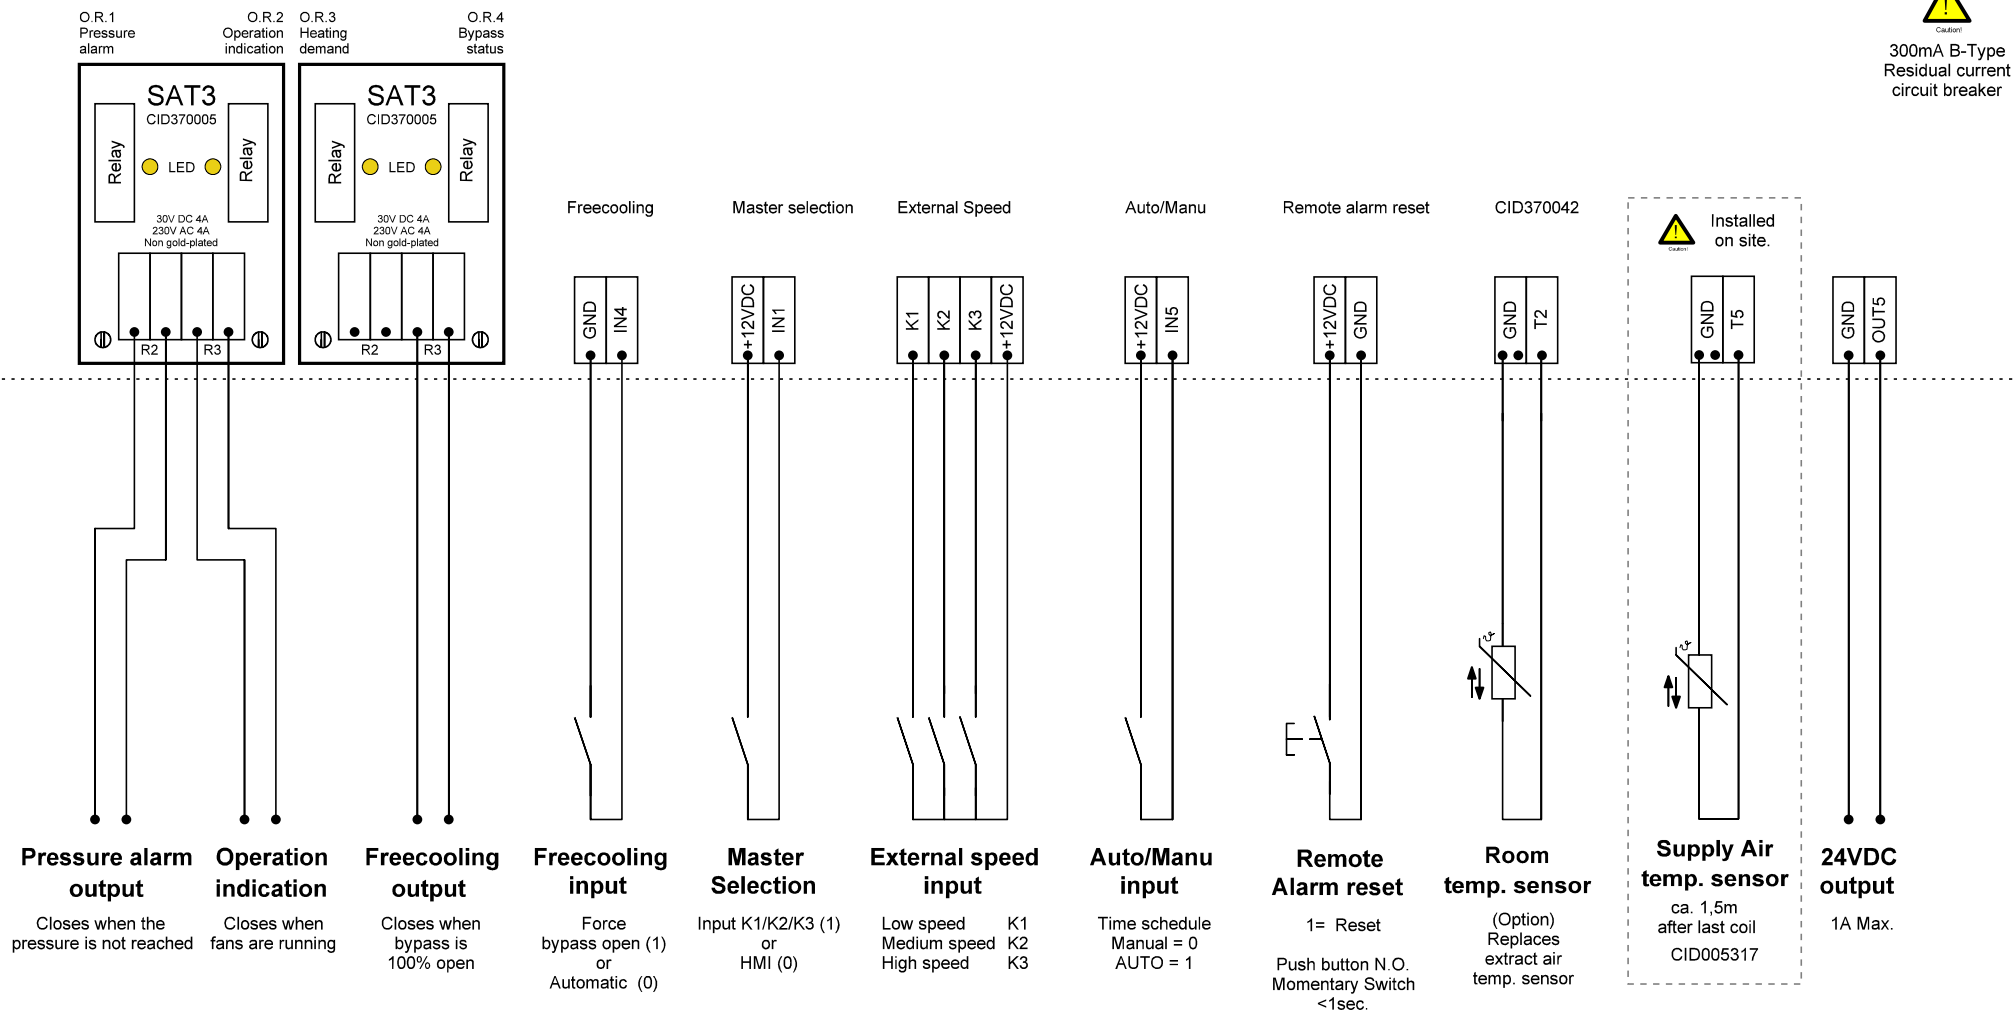 O.R.1
Pressure
alarm
O.R.2
Operation
indication
O.R.3
Heating
demand
O.R.4
Bypass
status
Caution!
300mA B-Type
Residual current
circuit breaker
SAT3
CID370005
Relay
LED
Relay
30V DC 4A
230V AC 4A
Non gold-plated
R2
R3
SAT3
CID370005
Relay
LED
Relay
30V DC 4A
230V AC 4A
Non gold-plated
R2
R3
Freecooling
GND
IN4
Master selection
+12VDC
IN1
External Speed
K1
K2
K3
+12VDC
Auto/Manu
+12VDC
IN5
Remote alarm reset
+12VDC
GND
CID370042
GND
T2
Caution!
Installed
on site.
GND
T5
GND
OUT5
ϑ
ϑ
Pressure alarm
output
Closes when the
pressure is not reached
Operation
indication
Closes when
fans are running
Freecooling
output
Closes when
bypass is
100% open
Freecooling
input
Force
bypass open (1)
or
Automatic (0)
Master
Selection
Input K1/K2/K3 (1)
or
HMI (0)
External speed
input
Low speed K1
Medium speed K2
High speed K3
Auto/Manu
input
Time schedule
Manual = 0
AUTO = 1
Remote
Alarm reset
1= Reset
Push button N.O.
Momentary Switch
<1sec.
Room
temp. sensor
(Option)
Replaces
extract air
temp. sensor
Supply Air
temp. sensor
ca. 1,5m
after last coil
CID005317
24VDC
output
1A Max.